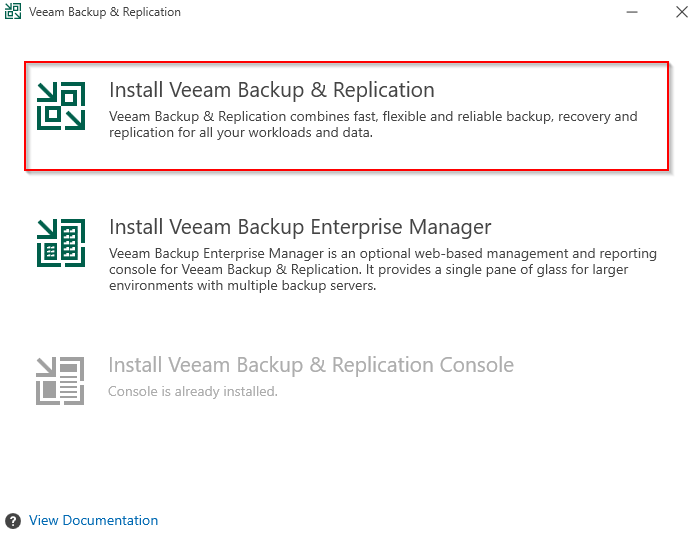 Veeam Backup & Replication
Install Veeam Backup & Replication
Veeam Backup & Replication combines fast, flexible and reliable backup, recovery and
replication for all your workloads and data.
Install Veeam Backup Enterprise Manager
Veeam Backup Enterprise Manager is an optional web-based management and reporting
console for Veeam Backup & Replication. It provides a single pane of glass for larger
environments with multiple backup servers.
Install Veeam Backup & Replication Console
Console is already installed.
? View Documentation